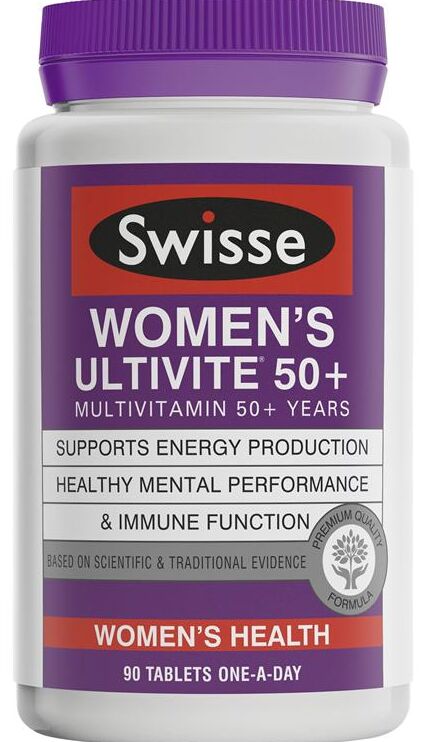 Swisse
WOMEN'S
ULTIVITE® 50+
MULTIVITAMIN 50+ YEARS
SUPPORTS ENERGY PRODUCTION
HEALTHY MENTAL PERFORMANCE
& IMMUNE FUNCTION
BASED ON SCIENTIFIC & TRADITIONAL EVIDENCE
PREMIUM QUALITY
FORMULA
WOMEN'S HEALTH
90 TABLETS ONE-A-DAY